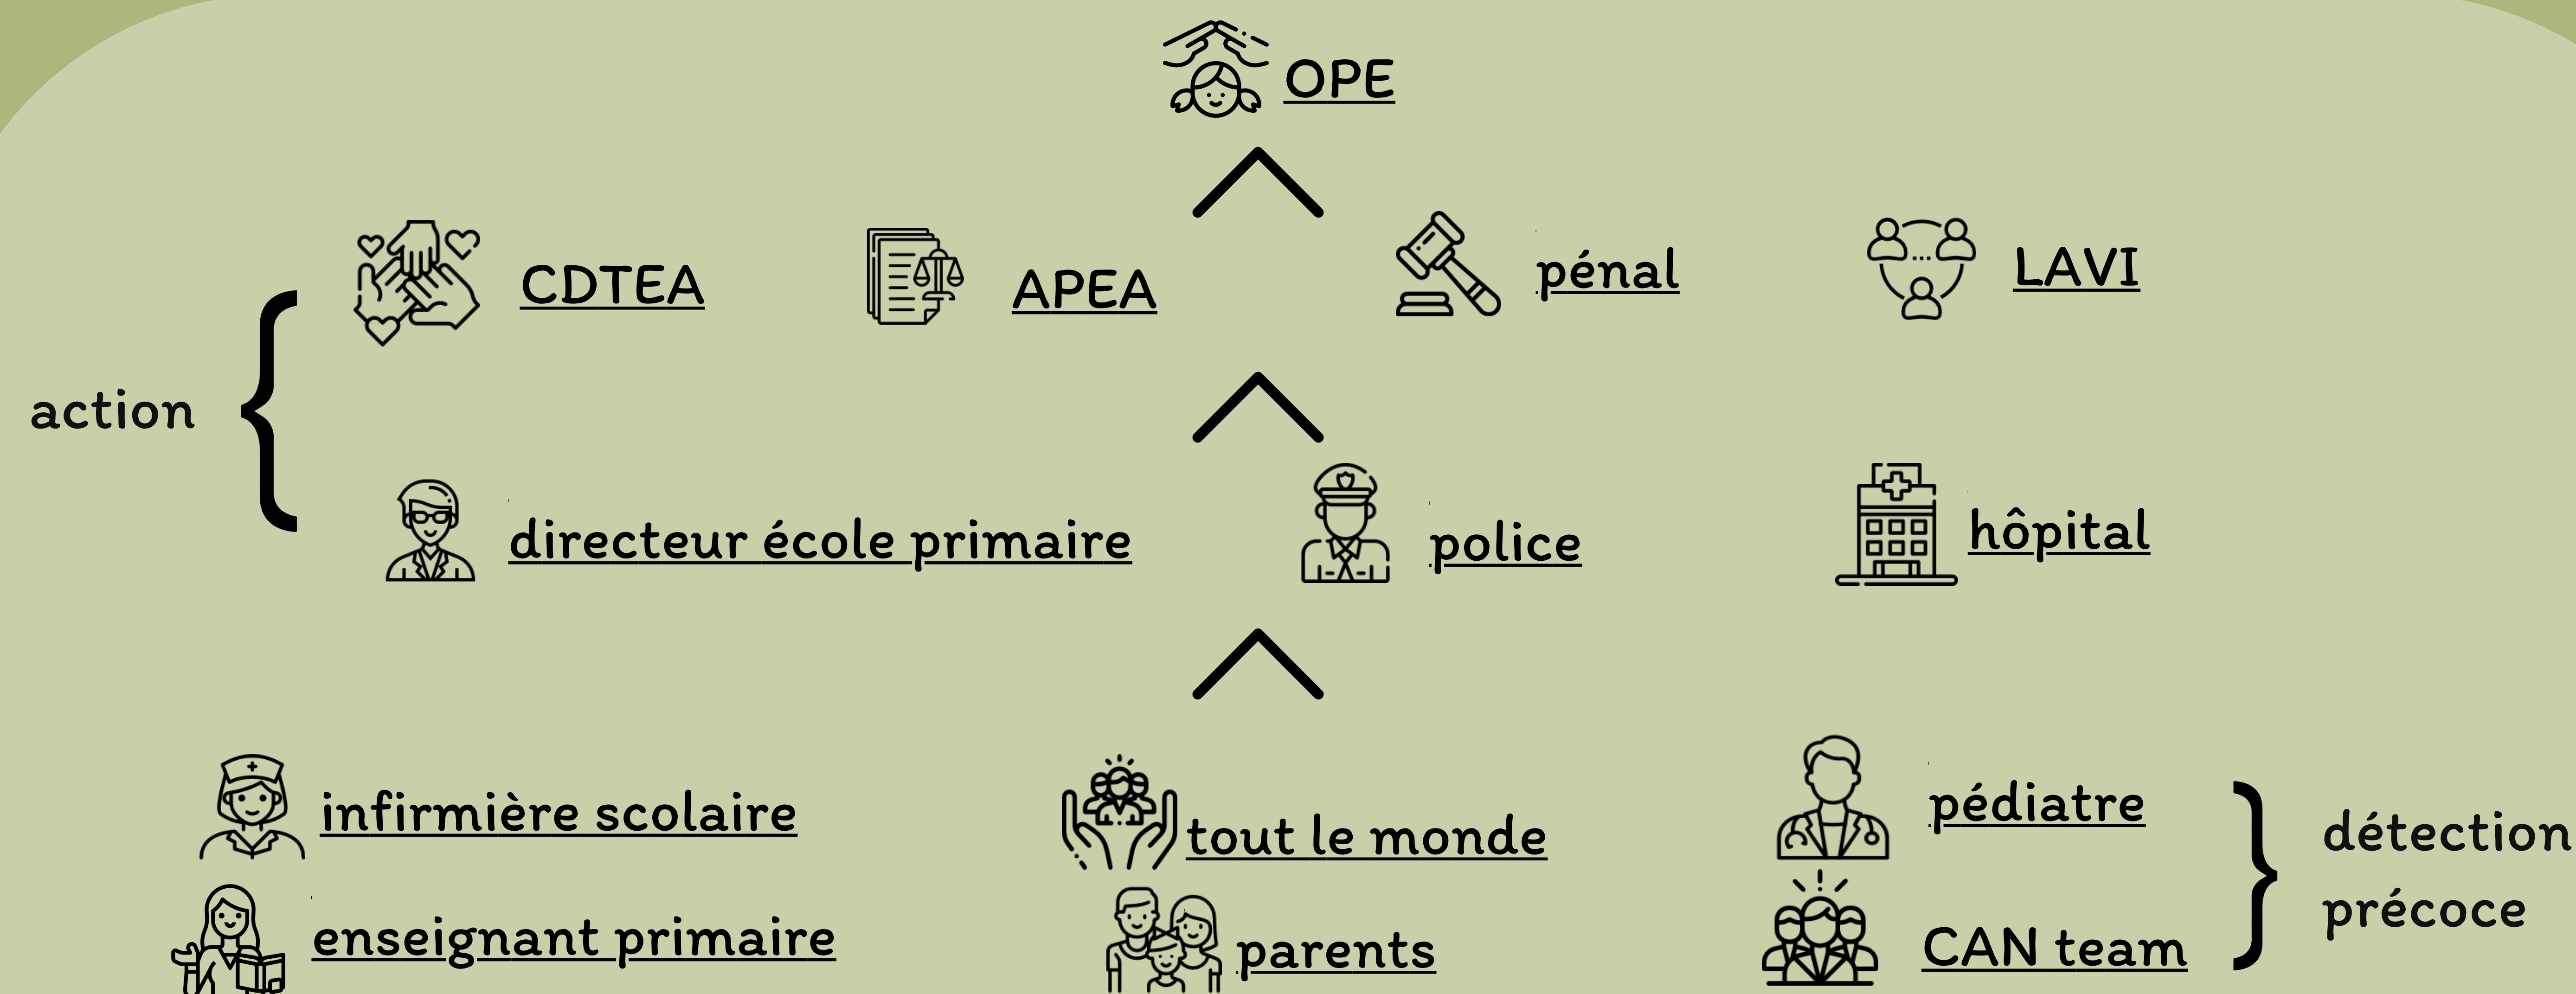 OPE
CDTEA
APEA
pénal
LAVI
action
directeur école primaire
police
hôpital
infirmière scolaire
tout le monde
pédiatre
enseignant primaire
parents
CAN team
détection
précoce